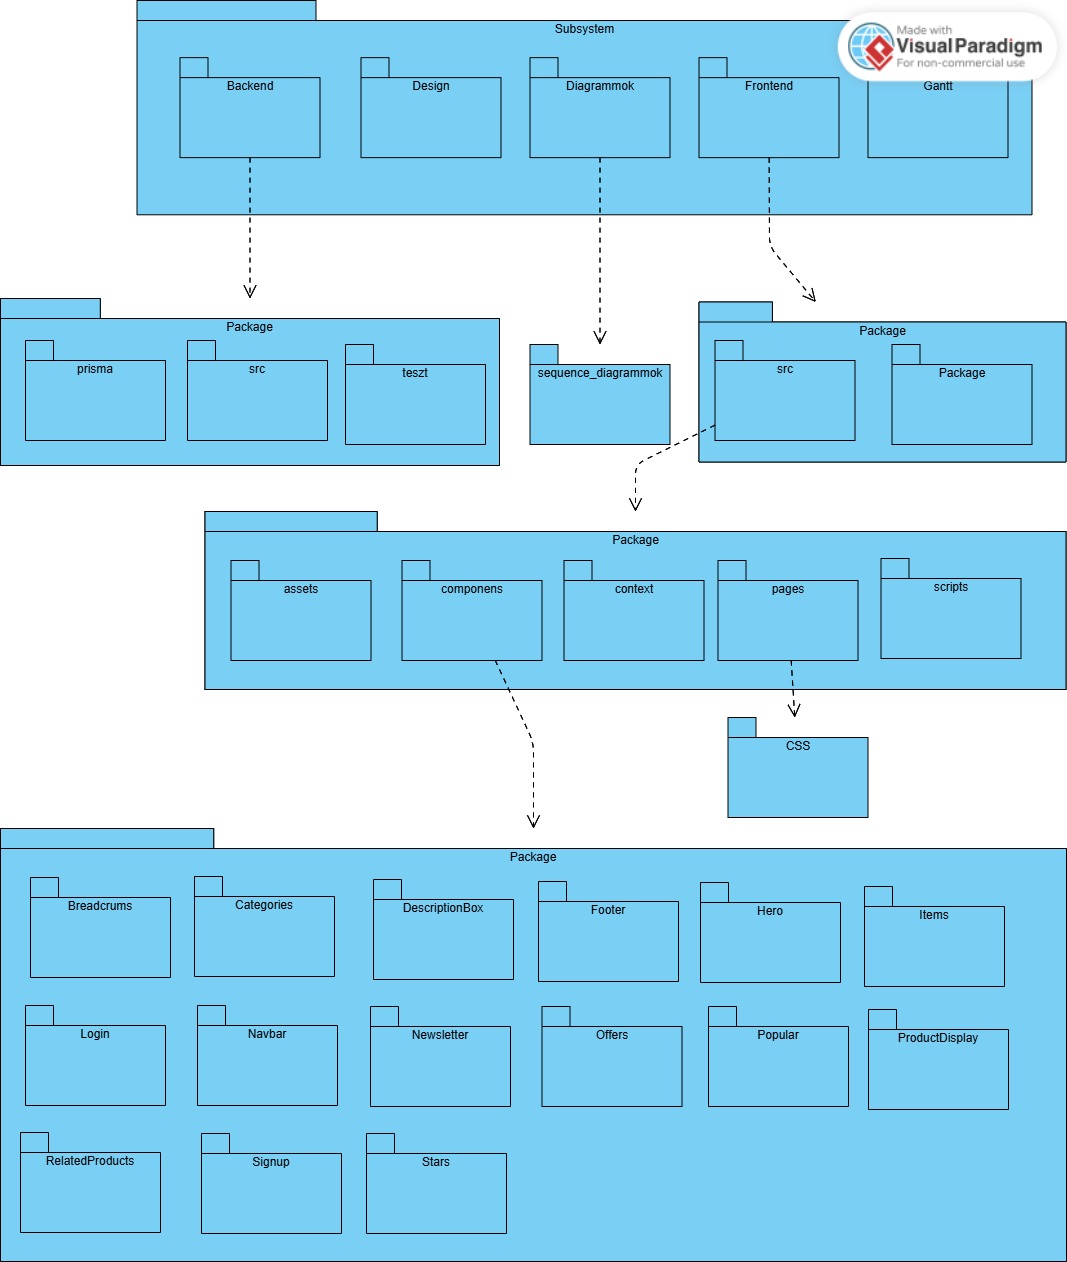 Subsystem
Made with
Visual Paradigm
For non-commercial use
Backend
Design
Diagrammok
Frontend
Gantt
Package
prisma
src
teszt
sequence_diagrammok
Package
src
Package
Package
assets
componens
context
pages
scripts
CSS
Package
Breadcrums
Categories
DescriptionBox
Footer
Hero
Items
Login
Navbar
Newsletter
Offers
Popular
ProductDisplay
RelatedProducts
Signup
Stars